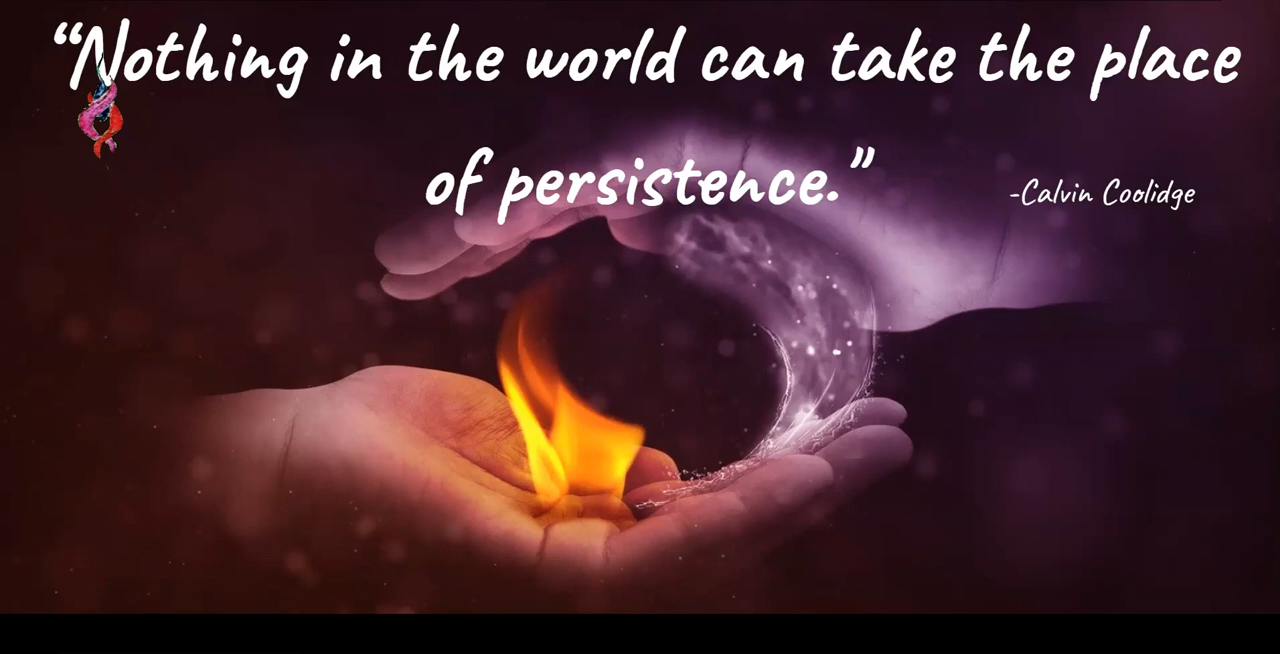 “Nothing in the world can take the place
of persistence.”
-Calvin Coolidge